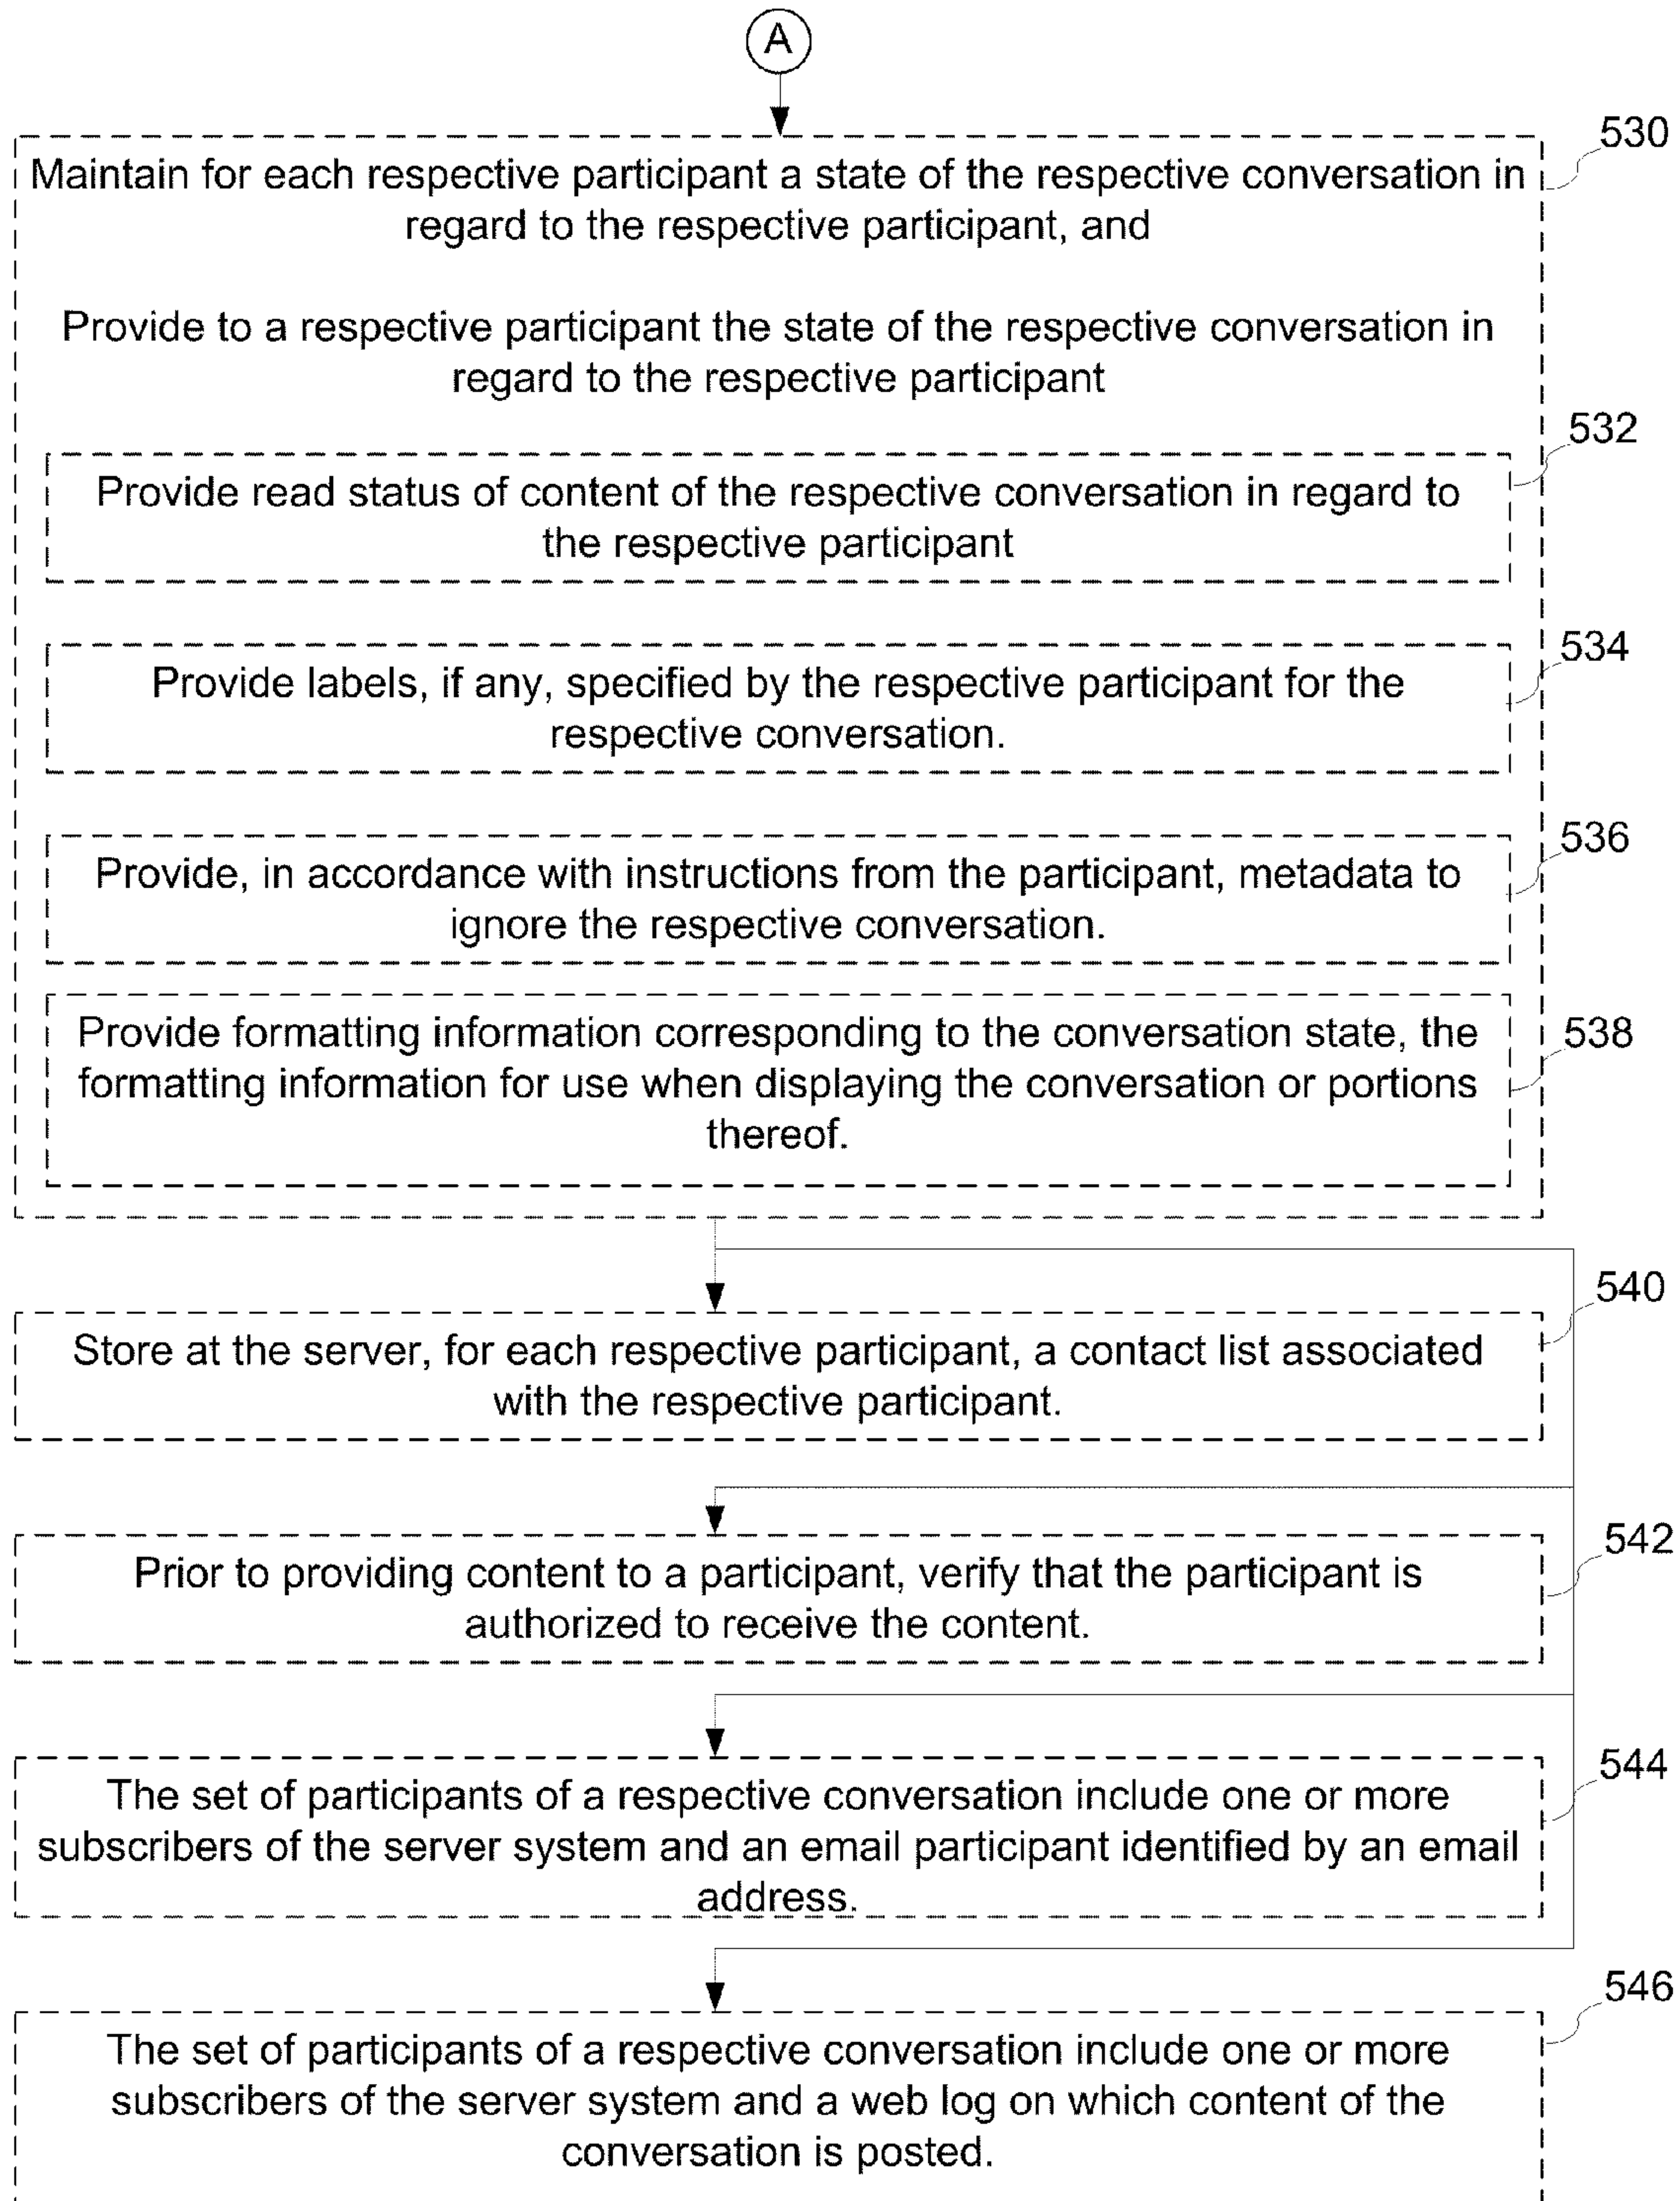 A
530
Maintain for each respective participant a state of the respective conversation in
regard to the respective participant, and
Provide to a respective participant the state of the respective conversation in
regard to the respective participant
532
Provide read status of content of the respective conversation in regard to
the respective participant
534
Provide labels, if any, specified by the respective participant for the
respective conversation.
536
Provide, in accordance with instructions from the participant, metadata to
ignore the respective conversation.
538
Provide formatting information corresponding to the conversation state, the
formatting information for use when displaying the conversation or portions
thereof.
540
Store at the server, for each respective participant, a contact list associated
with the respective participant.
542
Prior to providing content to a participant, verify that the participant is
authorized to receive the content.
544
The set of participants of a respective conversation include one or more
subscribers of the server system and an email participant identified by an email
address.
546
The set of participants of a respective conversation include one or more
subscribers of the server system and a web log on which content of the
conversation is posted.